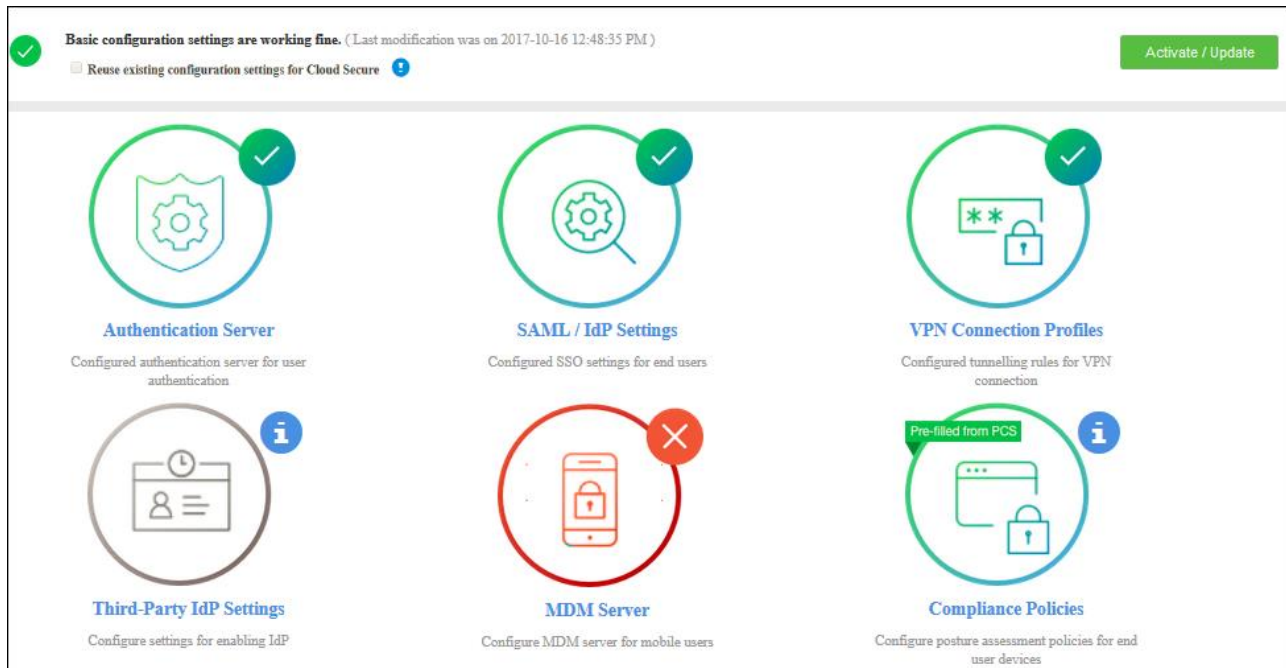 Basic configuration settings are working fine. ( Last modification was on 2017-10-16 12:48:35 PM )
Reuse existing configuration settings for Cloud Secure
Activate / Update
Authentication Server
Configured authentication server for user
authentication
SAML / IdP Settings
Configured SSO settings for end users
**
VPN Connection Profiles
Configured tunnelling rules for VPN
connection
Third-Party IdP Settings
Configure settings for enabling IdP
MDM Server
Configure MDM server for mobile users
Pre-filled from PCS
Compliance Policies
Configure posture assessment policies for end
user devices